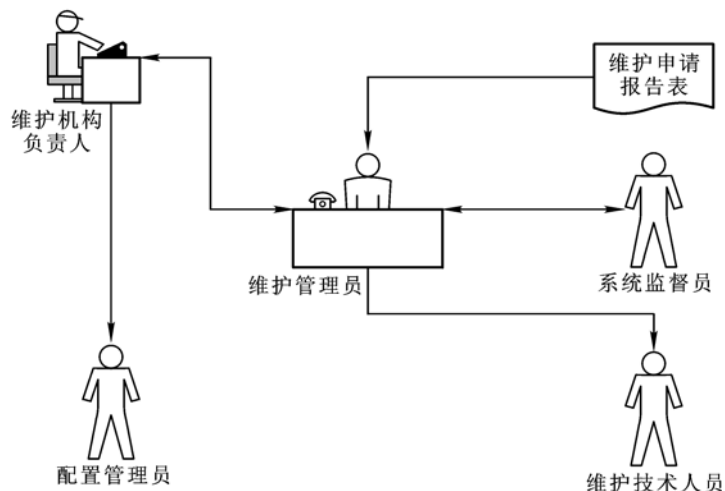 维护申请
报告表
维护机构
负责人
维护管理员
系统监督员
配置管理员
维护技术人员